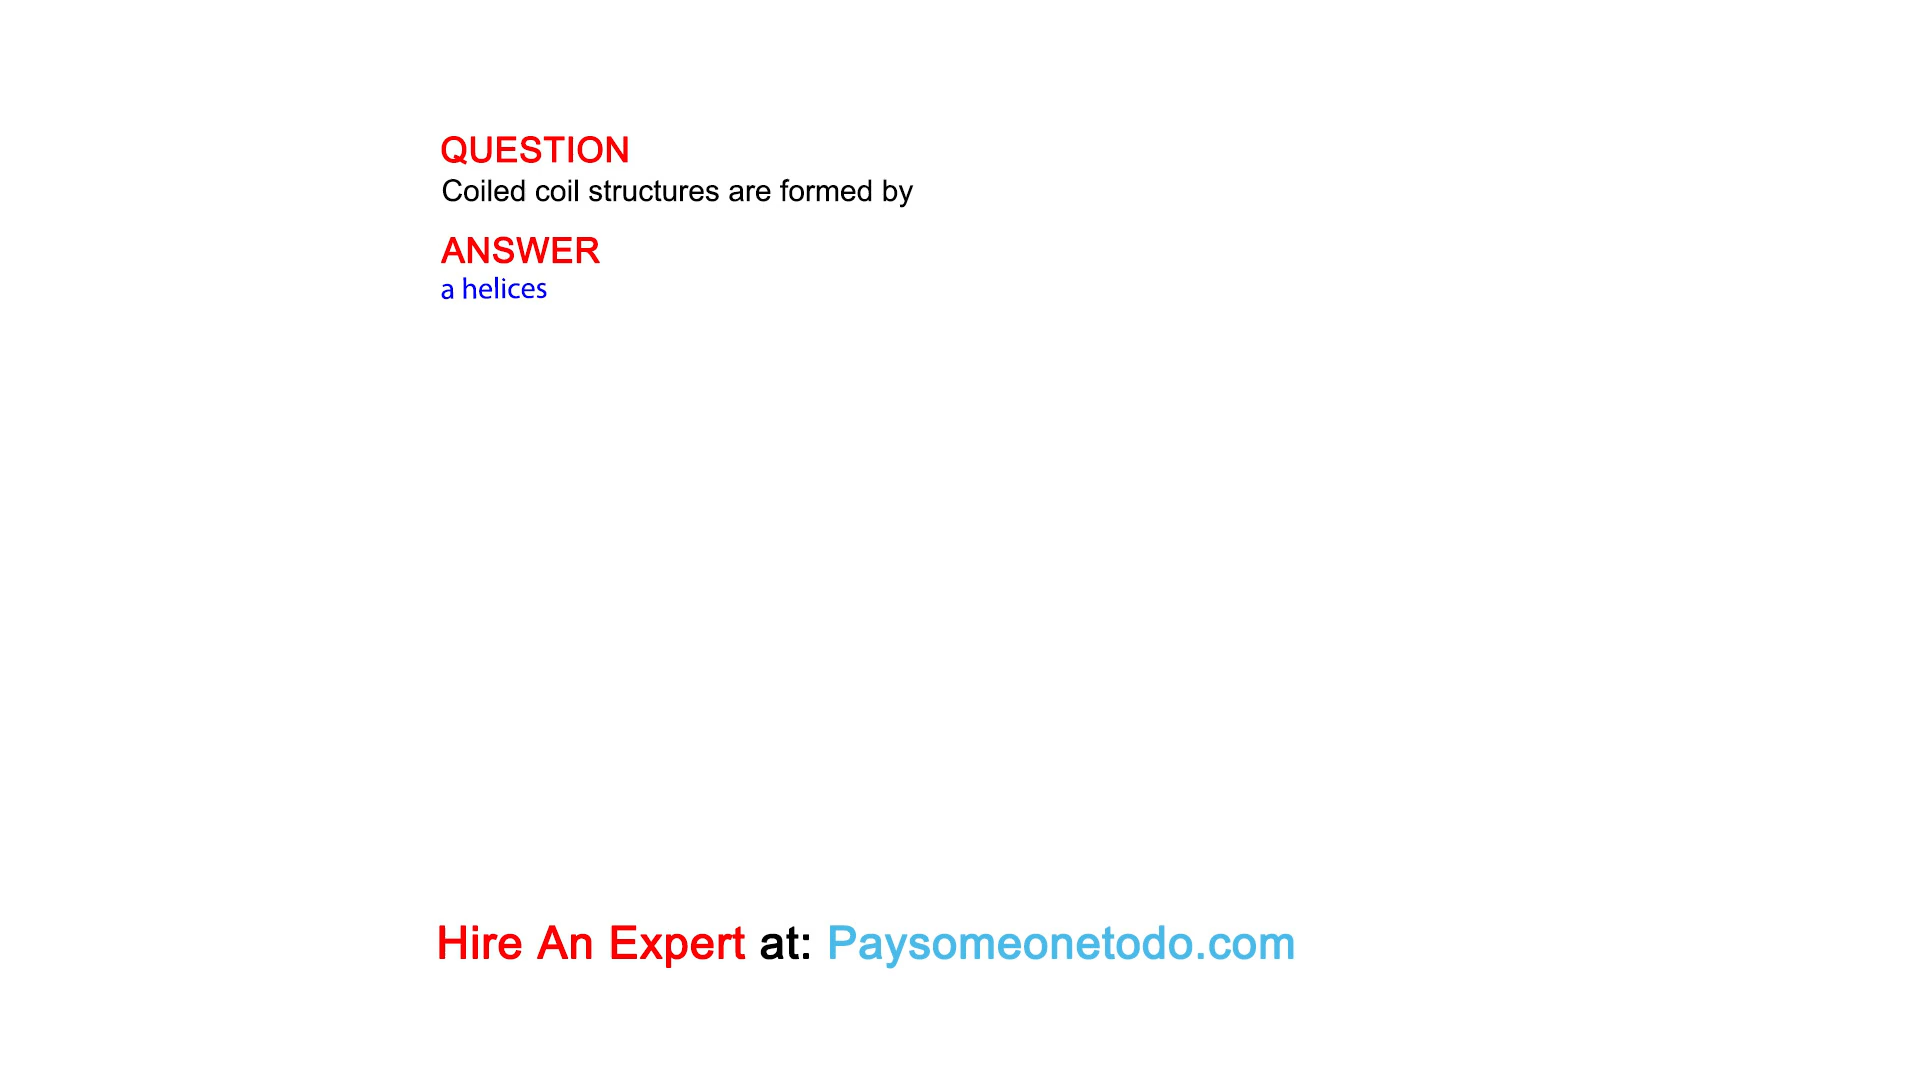 QUESTION
Coiled coil structures are formed by
ANSWER
a helices
Hire An Expert at: Paysomeonetodo.com